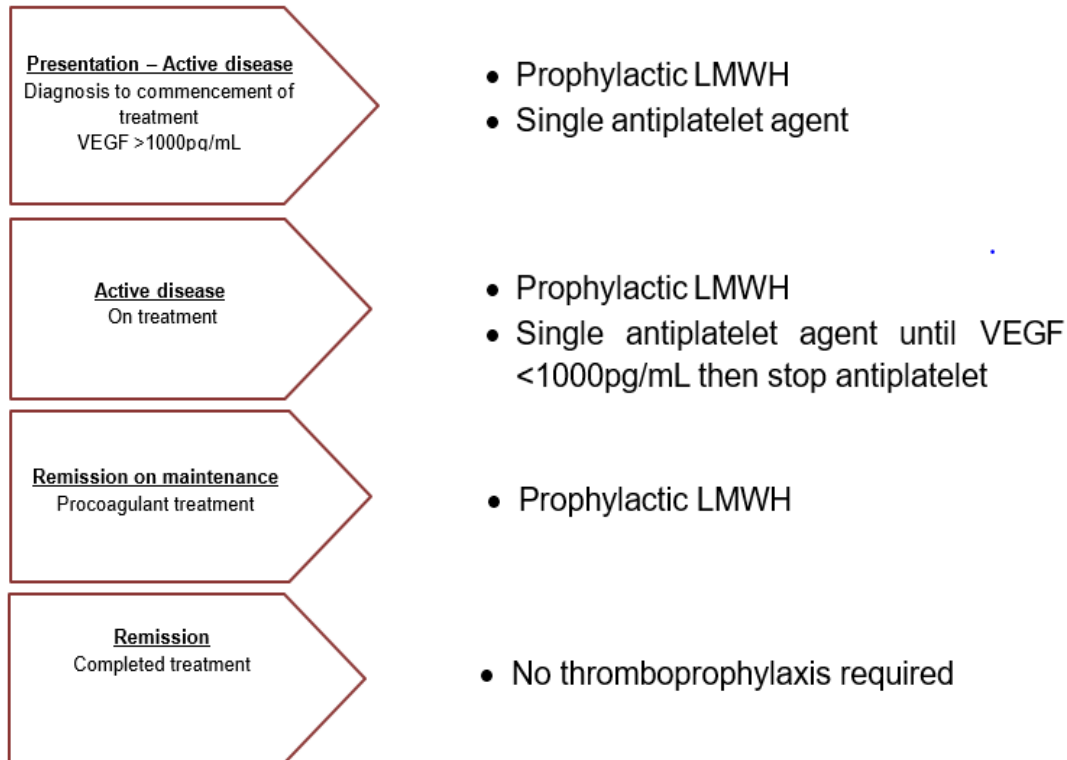 Presentation – Active disease
Diagnosis to commencement of
treatment
VEGF >1000pg/mL
• Prophylactic LMWH
• Single antiplatelet agent
Active disease
On treatment
• Prophylactic LMWH
• Single antiplatelet agent until VEGF
<1000pg/mL then stop antiplatelet
Remission on maintenance
Procoagulant treatment
• Prophylactic LMWH
Remission
Completed treatment
• No thromboprophylaxis required